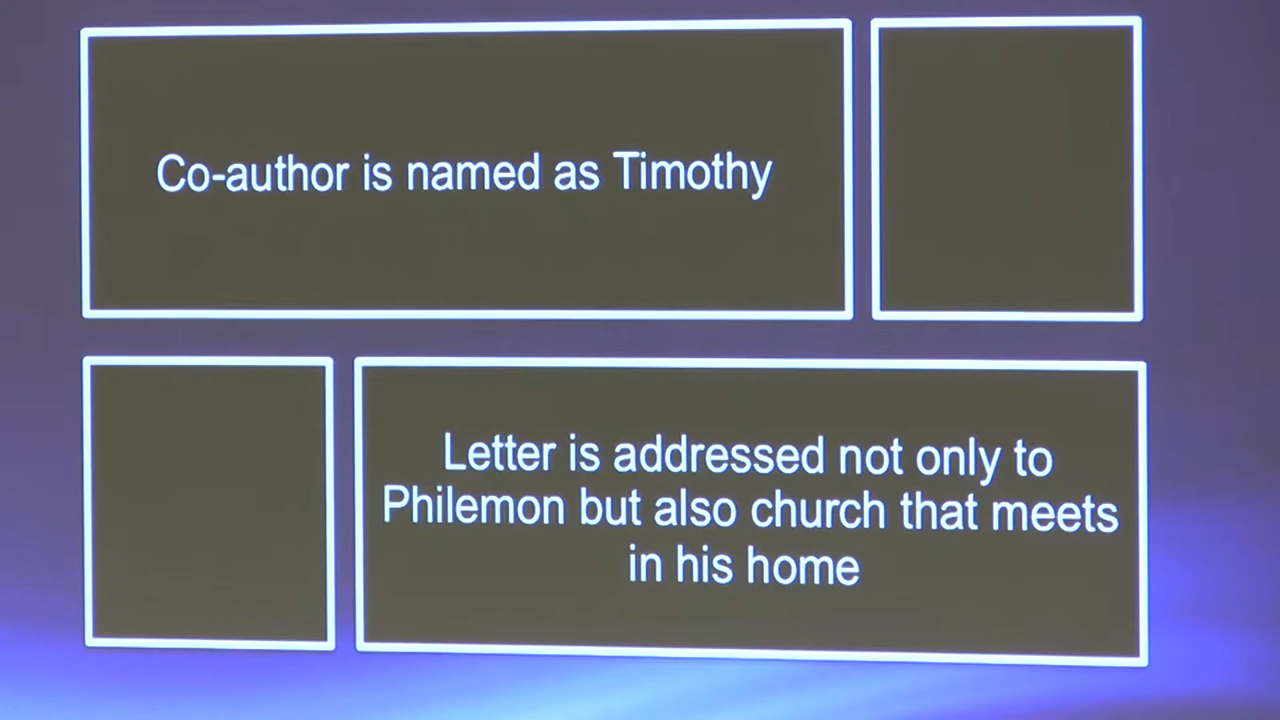 Co-author is named as Timothy
Letter is addressed not only to
Philemon but also church that meets
in his home